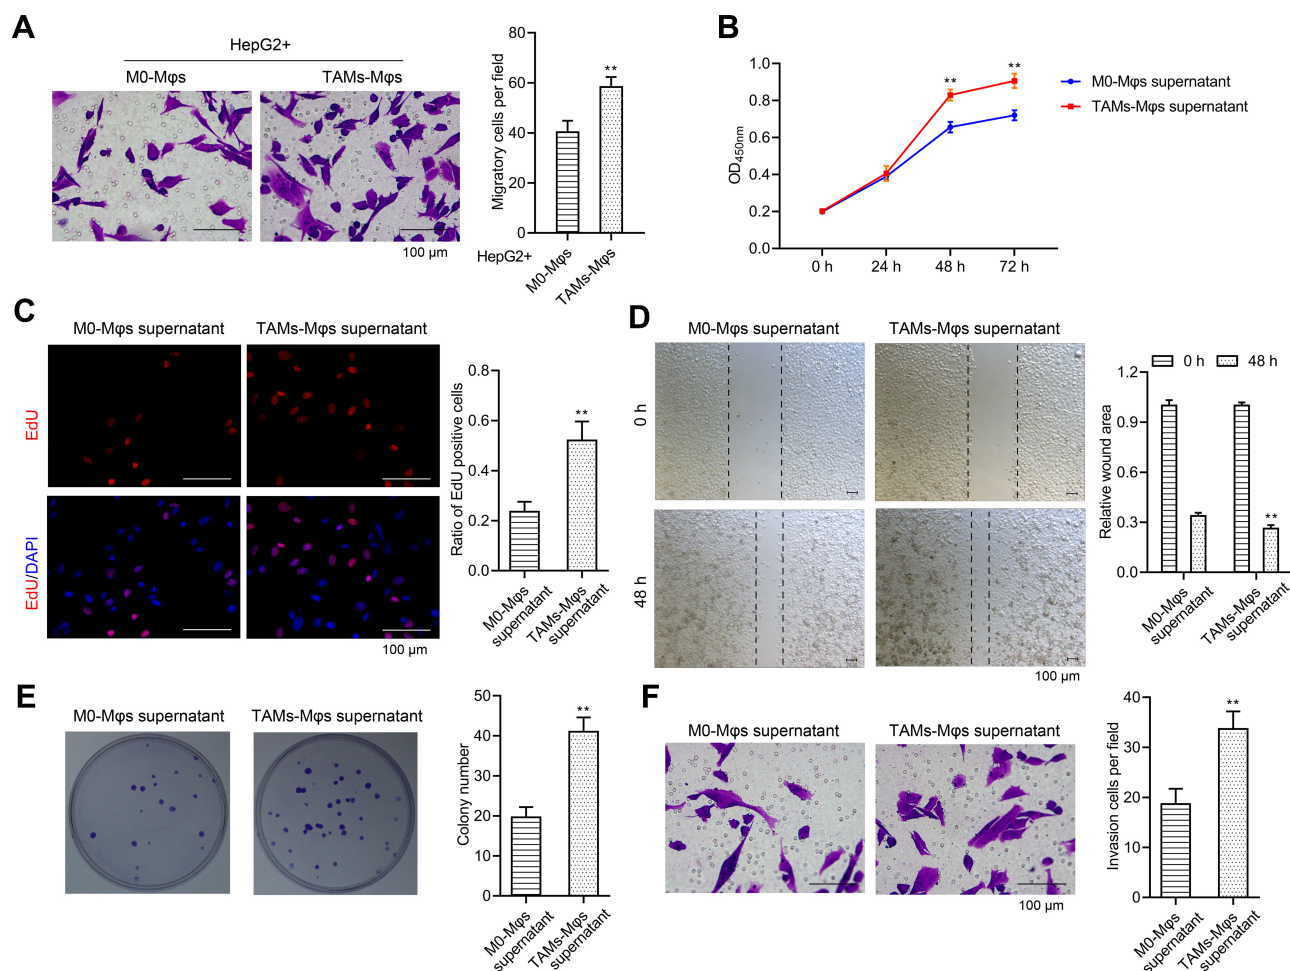 A
HepG2+
M0-Mφs
TAMs-Mφs
100 μm
Migratory cells per field
80
60
40
20
0
**
HepG2+
M0-Mφs
TAMs-Mφs
B
OD450nm
1.0
0.8
0.6
0.4
0.2
0.0
**
**
0 h
24 h
48 h
72 h
M0-Mφs supernatant
TAMs-Mφs supernatant
C
M0-Mφs supernatant
TAMs-Mφs supernatant
EdU
EdU/DAPI
100 μm
Ratio of EdU positive cells
0.8
0.6
0.4
0.2
0.0
**
M0-Mφs
supernatant
TAMs-Mφs
supernatant
D
M0-Mφs supernatant
TAMs-Mφs supernatant
0 h
48 h
100 μm
0 h
48 h
Relative wound area
1.2
0.9
0.6
0.3
0.0
**
M0-Mφs
supernatant
TAMs-Mφs
supernatant
E
M0-Mφs supernatant
TAMs-Mφs supernatant
Colony number
50
40
30
20
10
0
**
M0-Mφs
supernatant
TAMs-Mφs
supernatant
F
M0-Mφs supernatant
TAMs-Mφs supernatant
100 μm
Invasion cells per field
40
30
20
10
0
**
M0-Mφs
supernatant
TAMs-Mφs
supernatant